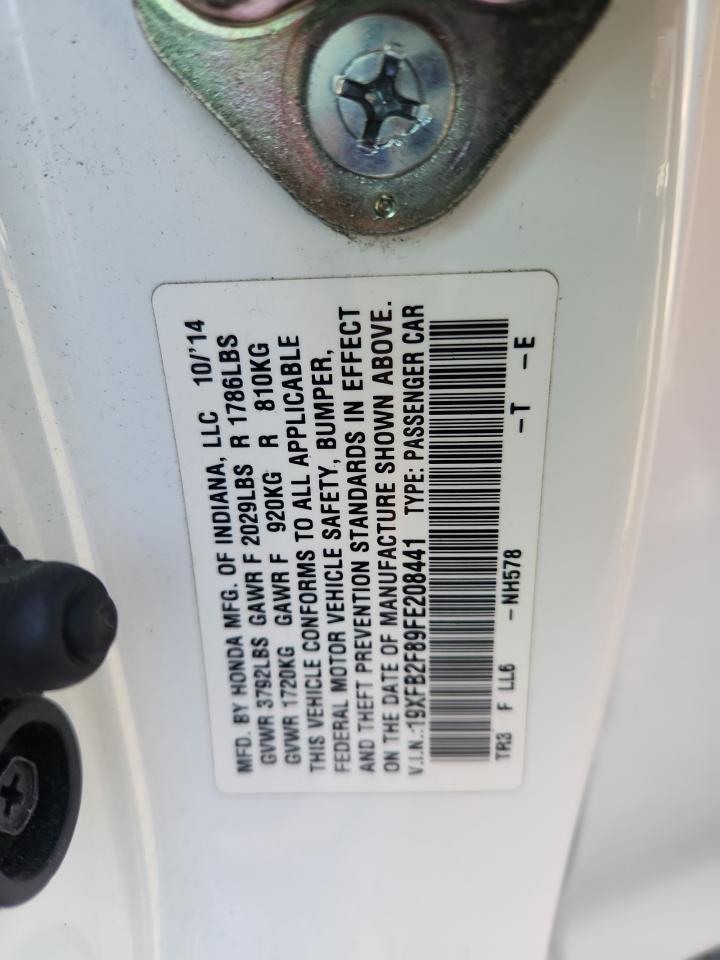 MFD. BY HONDA MFG. OF INDIANA, LLC 10/'14
GVWR 3792LBS GAWR F 2029LBS R 1786LBS
GVWR 1720KG GAWR F 920KG R 810KG
THIS VEHICLE CONFORMS TO ALL APPLICABLE
FEDERAL MOTOR VEHICLE SAFETY, BUMPER,
AND THEFT PREVENTION STANDARDS IN EFFECT
ON THE DATE OF MANUFACTURE SHOWN ABOVE.
V.I.N.:19XFB2F89FE208441 TYPE: PASSENGER CAR
TR3 F LL6 -NH578 -T -E